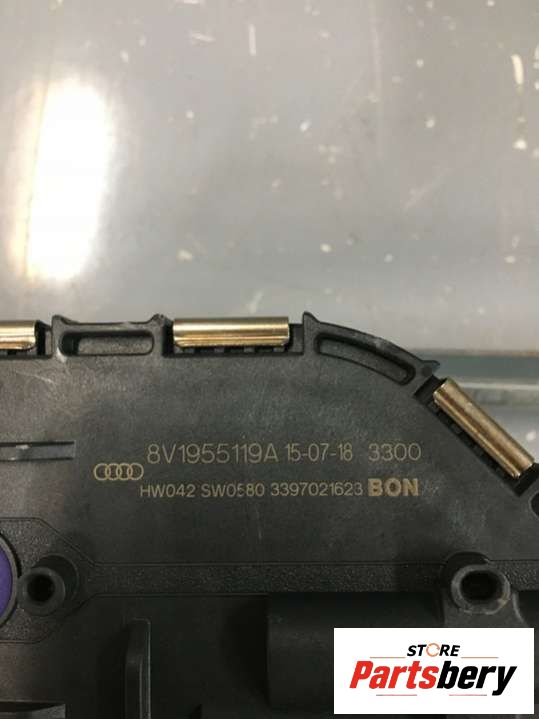 8V1955119A 15-07-18 3300
HW042 SW0580 3397021623 BON
STORE
Partsbery